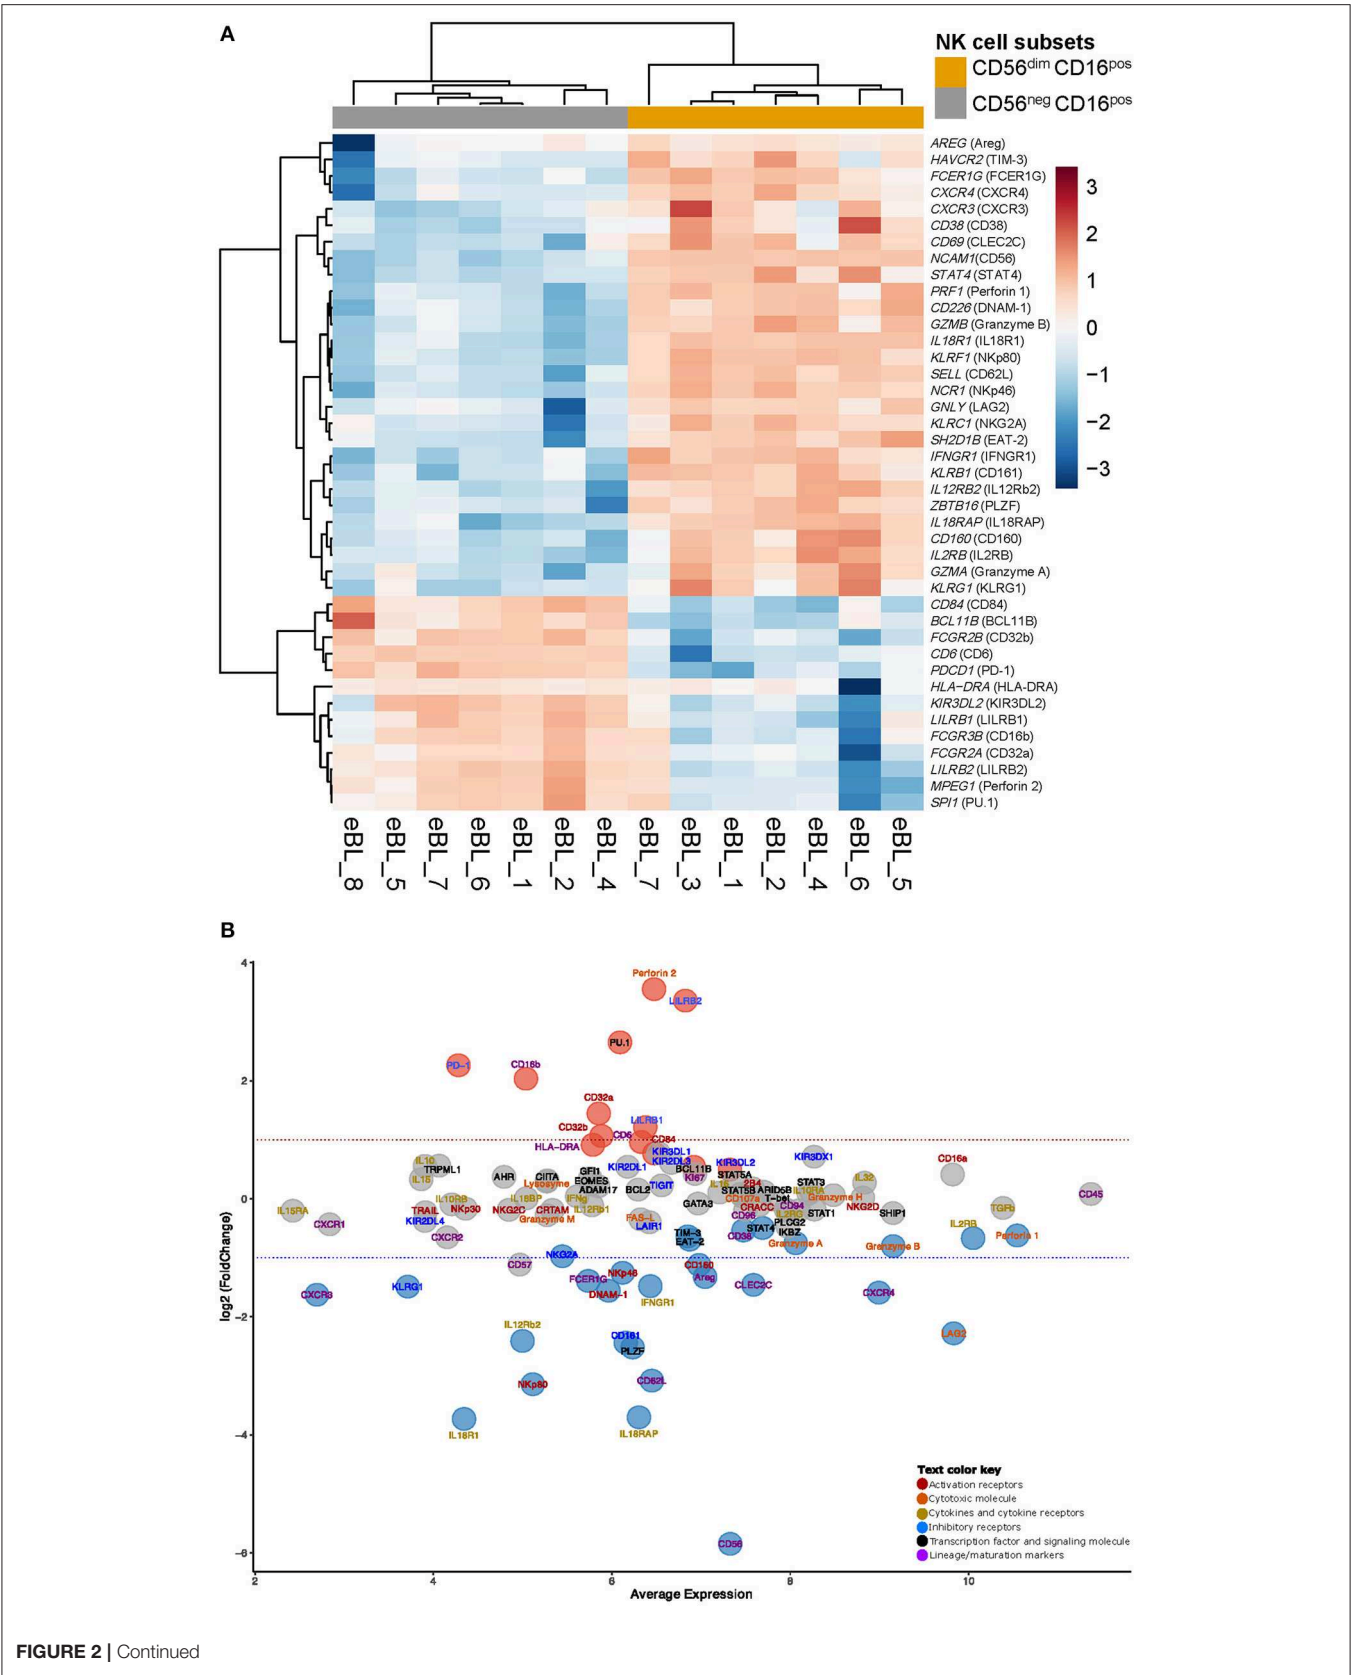 A
NK cell subsets
CD56dim CD16pos
CD56neg CD16pos
AREG (Areg)
HAVCR2 (TIM-3)
FCER1G (FCER1G)
CXCR4 (CXCR4)
CXCR3 (CXCR3)
CD38 (CD38)
CD69 (CLEC2C)
NCAM1(CD56)
STAT4 (STAT4)
PRF1 (Perforin 1)
CD226 (DNAM-1)
GZMB (Granzyme B)
IL18R1 (IL18R1)
KLRF1 (NKp80)
SELL (CD62L)
NCR1 (NKp46)
GNLY (LAG2)
KLRC1 (NKG2A)
SH2D1B (EAT-2)
IFNGR1 (IFNGR1)
KLRB1 (CD161)
IL12RB2 (IL12Rb2)
ZBTB16 (PLZF)
IL18RAP (IL18RAP)
CD160 (CD160)
IL2RB (IL2RB)
GZMA (Granzyme A)
KLRG1 (KLRG1)
CD84 (CD84)
BCL11B (BCL11B)
FCGR2B (CD32b)
CD6 (CD6)
PDCD1 (PD-1)
HLA-DRA (HLA-DRA)
KIR3DL2 (KIR3DL2)
LILRB1 (LILRB1)
FCGR3B (CD16b)
FCGR2A (CD32a)
LILRB2 (LILRB2)
MPEG1 (Perforin 2)
SPI1 (PU.1)
3
2
1
0
−1
−2
−3
eBL_8
eBL_5
eBL_7
eBL_6
eBL_1
eBL_2
eBL_4
eBL_7
eBL_3
eBL_1
eBL_2
eBL_4
eBL_6
eBL_5
B
log2 (FoldChange)
4
2
0
−2
−4
−6
Perforin 2
LILRB2
PU.1
PD-1
CD16b
CD32a
CD32b
LILRB1
CD6
HLA-DRA
CD84
KIR3DL1
KIR3DL3
KIR3DX1
CD16a
IL10
IL15
TRPML1
AHR
CIITA
Lysosyme
GFI1
EOMES
ADAM17
KIR2DL1
BCL11B
KI67
KIR3DL2
STAT5A
STAT3
IL32
CD45
BCL2
TIGIT
IL16
2B4
STAT5B
ARID5B
IL10RA
IL15RA
CXCR1
IL10RB
TRAIL
NKp30
KIR2DL4
CXCR2
NKG2C
IL18BP
CRTAM
Granzyme M
IFNg
IL12Rb1
FAS-L
LAIR1
GATA3
CD107a
T-bet
Granzyme H
CRACC
CD94
CD96
IL2RG
STAT1
NKG2D
SHIP1
TGRb
PLCG2
IKBZ
STAT4
CD38
TIM-3
EAT-2
Granzyme A
Granzyme B
IL2RB
Perforin 1
CD57
NKG2A
FCER1G
NKp46
DNAM-1
IFNGR1
CD160
Areg
CLEC2C
CXCR4
CXCR3
KLRG1
IL12Rb2
CD161
PLZF
LAG2
NKp80
CD62L
IL18R1
IL18RAP
CD56
Text color key
Activation receptors
Cytotoxic molecule
Cytokines and cytokine receptors
Inhibitory receptors
Transcription factor and signaling molecule
Lineage/maturation markers
2
4
6
8
10
Average Expression
FIGURE 2 | Continued